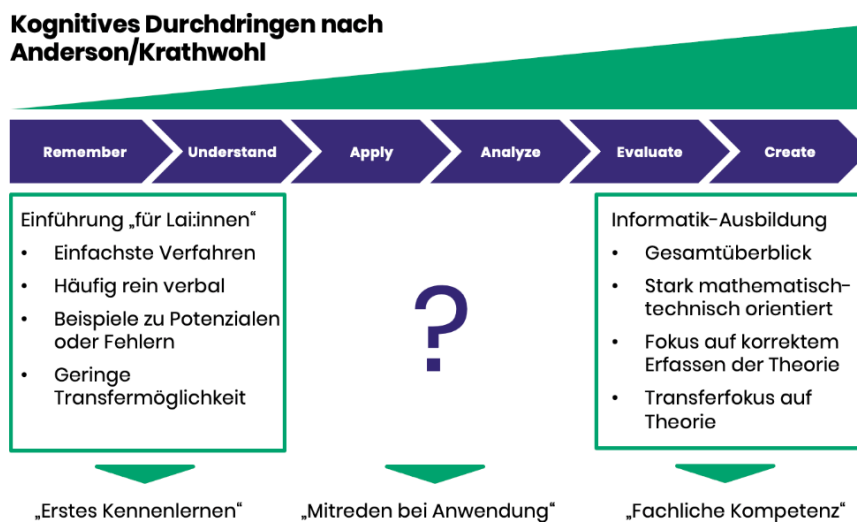 Kognitives Durchdringen nach
Anderson/Krathwohl
Remember
Understand
Apply
Analyze
Evaluate
Create
Einführung „für Lai:innen“
• Einfachste Verfahren
• Häufig rein verbal
• Beispiele zu Potenzialen
oder Fehlern
• Geringe
Transfermöglichkeit
?
Informatik-Ausbildung
• Gesamtüberblick
• Stark mathematisch-
technisch orientiert
• Fokus auf korrektem
Erfassen der Theorie
• Transferfokus auf
Theorie
„Erstes Kennenlernen“
„Mitreden bei Anwendung“
„Fachliche Kompetenz“